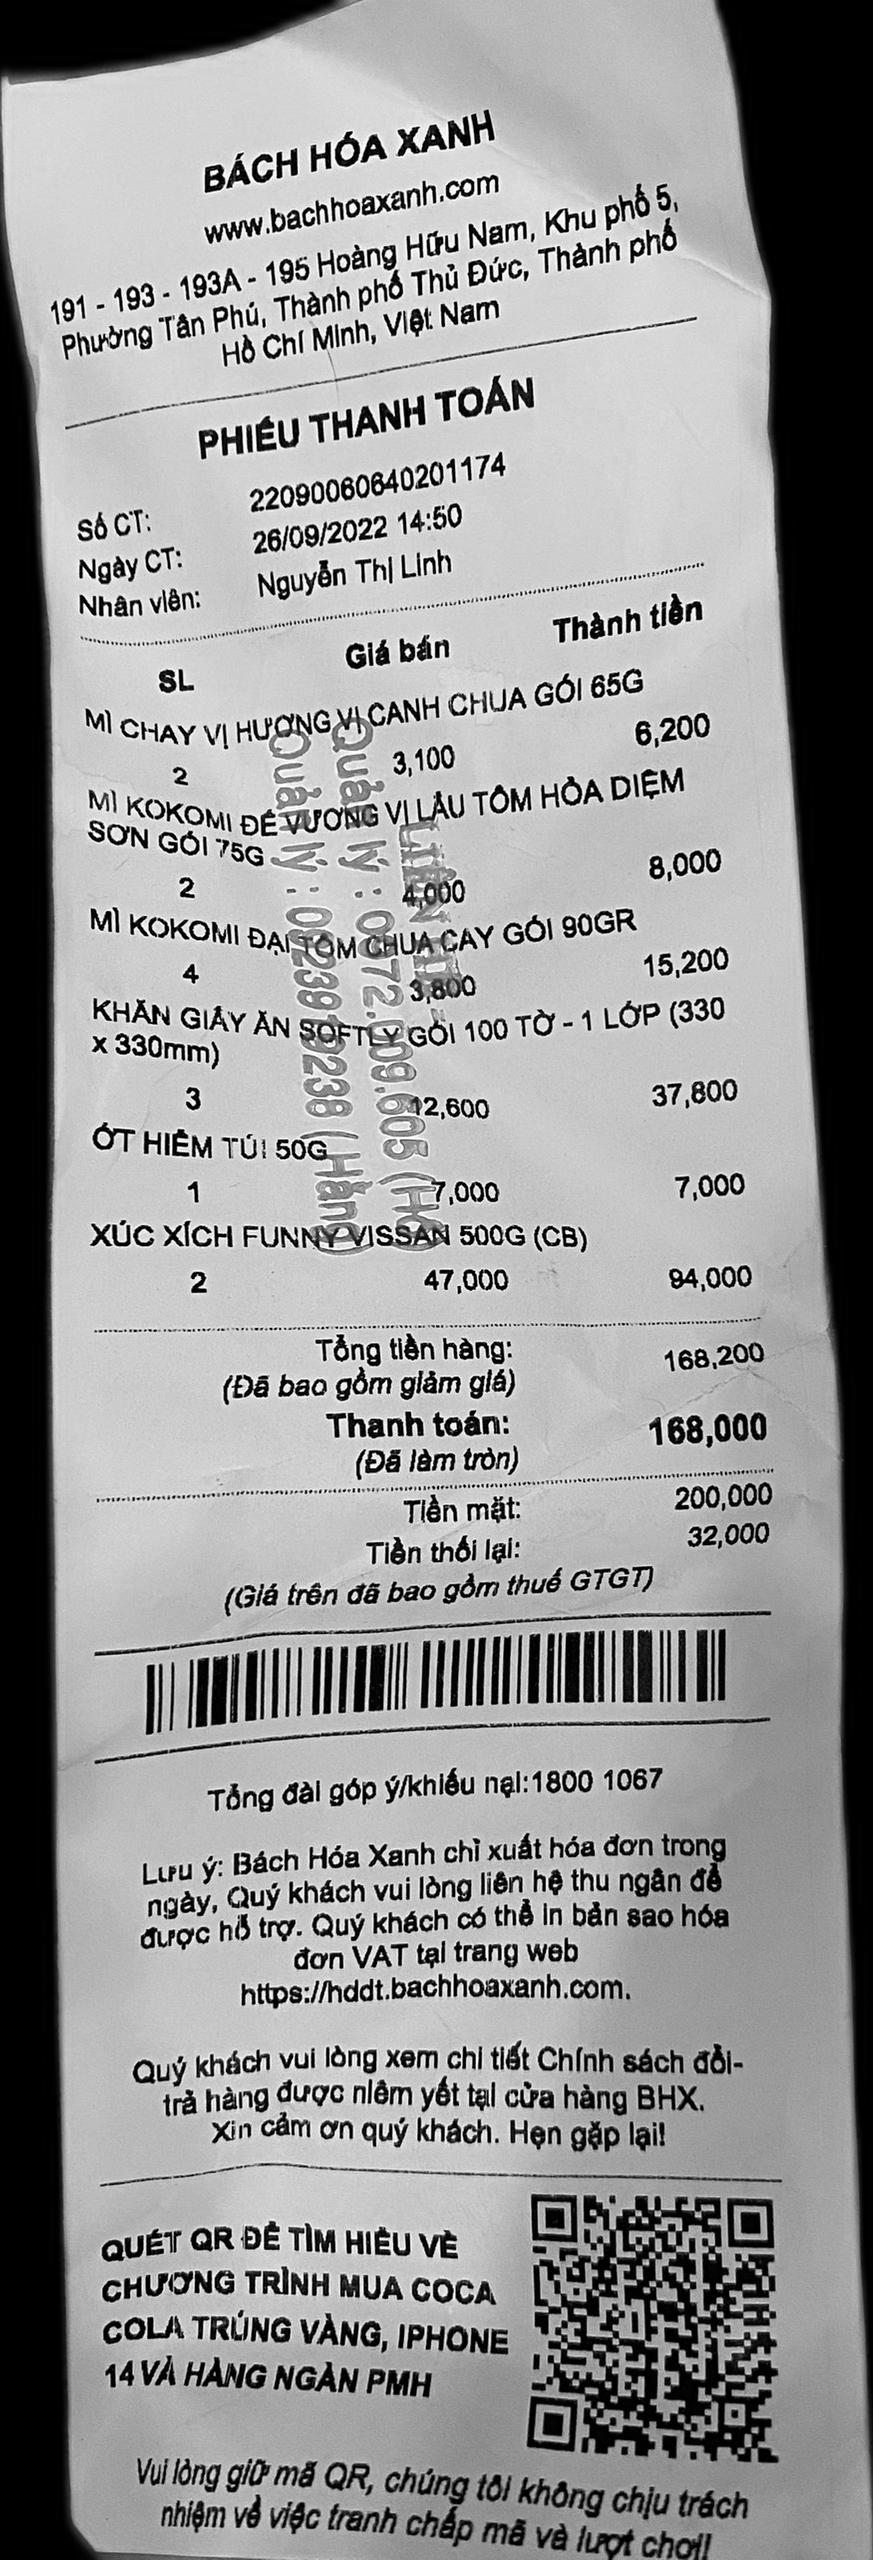 BÁCH HÓA XANH
www.bachhoaxanh.com
191 - 193 - 193A - 195 Hoàng Hữu Nam, Khu phố 5,
Phường Tân Phú, Thành phố Thủ Đức, Thành phố
Hồ Chí Minh, Việt Nam
PHIẾU THANH TOÁN
Số CT: 22090060640201174
Ngày CT: 26/09/2022 14:50
Nhân viên: Nguyễn Thị Linh
SL Giá bán Thành tiền
MÌ CHAY VỊ HƯƠNG VỊ CANH CHUA GÓI 65G
2 3,100 6,200
MÌ KOKOMI ĐẾ VƯƠNG VỊ LẨU TÔM HỎA DIỆM
SƠN GÓI 75G
2 4,000 8,000
MÌ KOKOMI ĐẠI TÔM CHUA CAY GÓI 90GR
4 3,800 15,200
KHĂN GIẤY ĂN SOFTLY GÓI 100 TỜ - 1 LỚP (330
x 330mm)
3 12,600 37,800
ỚT HIỂM TÚI 50G
1 7,000 7,000
XÚC XÍCH FUNNY VISSAN 500G (CB)
2 47,000 94,000
LIÊN HỆ:
Quản lý : 0972.009.605 (Hà)
Quản lý : (Hằng)
Tổng tiền hàng: 168,200
(Đã bao gồm giảm giá)
Thanh toán: 168,000
(Đã làm tròn)
Tiền mặt: 200,000
Tiền thối lại: 32,000
(Giá trên đã bao gồm thuế GTGT)
Tổng đài góp ý/khiếu nại:1800 1067
Lưu ý: Bách Hóa Xanh chỉ xuất hóa đơn trong
ngày, Quý khách vui lòng liên hệ thu ngân để
được hỗ trợ. Quý khách có thể in bản sao hóa
đơn VAT tại trang web
https://hddt.bachhoaxanh.com.
Quý khách vui lòng xem chi tiết Chính sách đổi-
trả hàng được niêm yết tại cửa hàng BHX.
Xin cảm ơn quý khách. Hẹn gặp lại!
QUÉT QR ĐỂ TÌM HIỂU VỀ
CHƯƠNG TRÌNH MUA COCA
COLA TRÚNG VÀNG, IPHONE
14 VÀ HÀNG NGÀN PMH
Vui lòng giữ mã QR, chúng tôi không chịu trách
nhiệm về việc tranh chấp mã và lượt chơi!